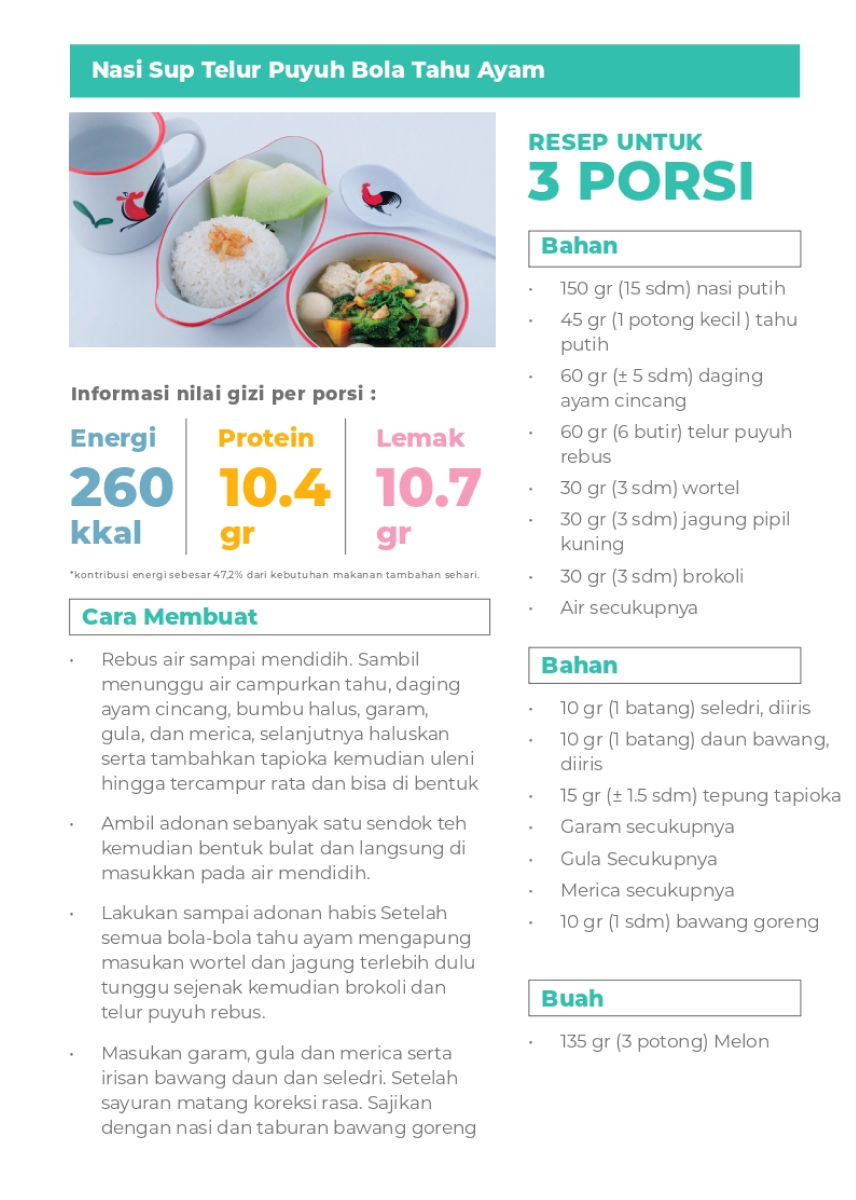 Nasi Sup Telur Puyuh Bola Tahu Ayam
RESEP UNTUK
3 PORSI
Informasi nilai gizi per porsi :
Energi
260
kkal
Protein
10.4
gr
Lemak
10.7
gr
*kontribusi energi sebesar 47,2% dari kebutuhan makanan tambahan sehari.
Cara Membuat
• Rebus air sampai mendidih. Sambil
menunggu air campurkan tahu, daging
ayam cincang, bumbu halus, garam,
gula, dan merica, selanjutnya haluskan
serta tambahkan tapioka kemudian uleni
hingga tercampur rata dan bisa di bentuk
• Ambil adonan sebanyak satu sendok teh
kemudian bentuk bulat dan langsung di
masukkan pada air mendidih.
• Lakukan sampai adonan habis Setelah
semua bola-bola tahu ayam mengapung
masukan wortel dan jagung terlebih dulu
tunggu sejenak kemudian brokoli dan
telur puyuh rebus.
• Masukan garam, gula dan merica serta
irisan bawang daun dan seledri. Setelah
sayuran matang koreksi rasa. Sajikan
dengan nasi dan taburan bawang goreng
Bahan
• 150 gr (15 sdm) nasi putih
• 45 gr (1 potong kecil ) tahu
putih
• 60 gr (± 5 sdm) daging
ayam cincang
• 60 gr (6 butir) telur puyuh
rebus
• 30 gr (3 sdm) wortel
• 30 gr (3 sdm) jagung pipil
kuning
• 30 gr (3 sdm) brokoli
• Air secukupnya
Bahan
• 10 gr (1 batang) seledri, diiris
• 10 gr (1 batang) daun bawang,
diiris
• 15 gr (± 1.5 sdm) tepung tapioka
• Garam secukupnya
• Gula Secukupnya
• Merica secukupnya
• 10 gr (1 sdm) bawang goreng
Buah
• 135 gr (3 potong) Melon